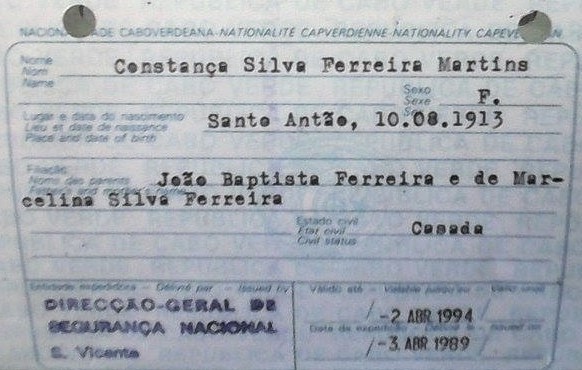 NACIONALIDADE CABOVERDEANA - NATIONALITÉ CAPVERDIENNE - NATIONALITY CAPEVERDIAN
Nome
Nom
Name
Constança Silva Ferreira Martins
Sexo
Sexe
Sex
F.
Lugar e data do nascimento
Lieu et date de naissance
Place and date of birth
Santo Antão, 10.08.1913
Filiação
Noms des parents
Father's and mother's name
João Baptista Ferreira e de Mar-
celina Silva Ferreira
Estado civil
Etat civil
Civil status
Casada
Entidade expedidora - Délivré par - Issued by
DIRECÇÃO-GERAL DE
SEGURANÇA NACIONAL
S. Vicente
Válido até - Valable jusqu'au - Valid until
/ -2 ABR 1994 /
Data da expedição - Délivré le - Issued on
/ -3 ABR 1989 /